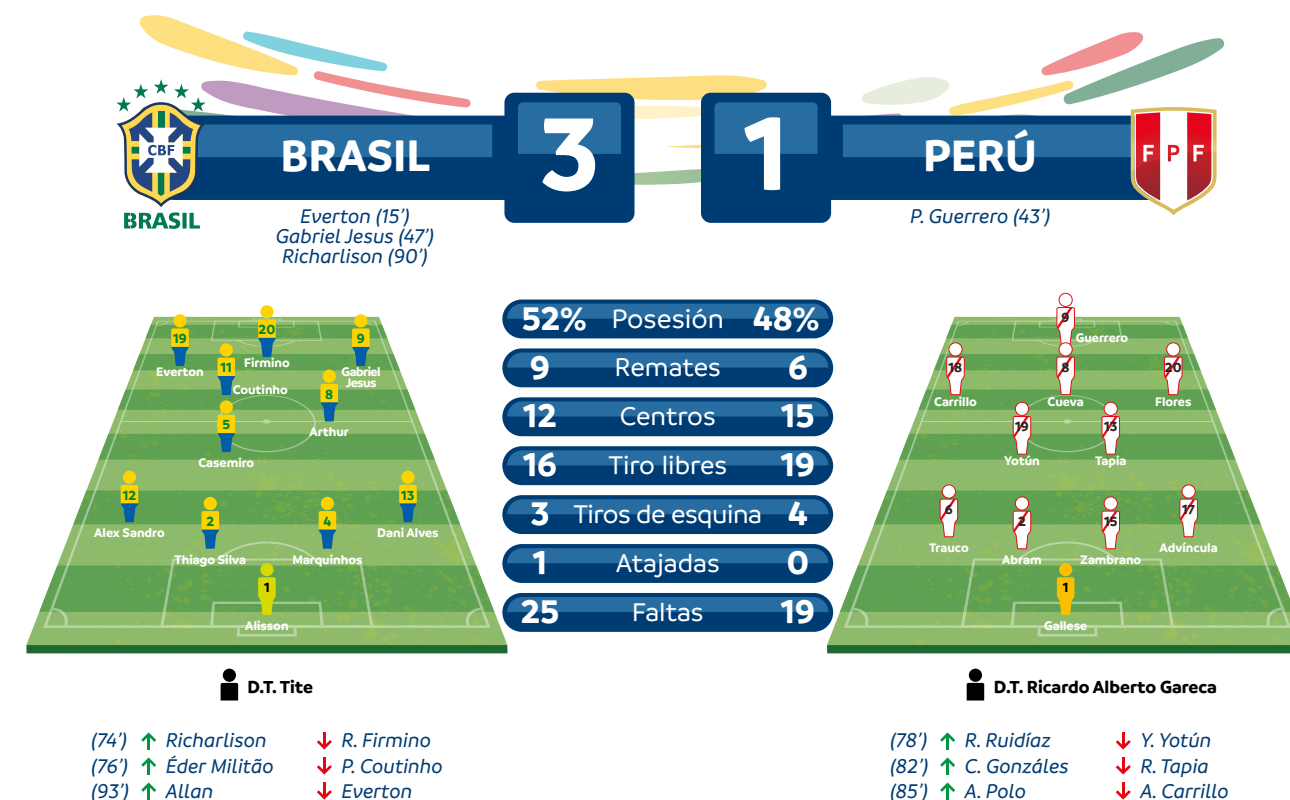 BRASIL
3
1
PERÚ
CBF
BRASIL
F P F
Everton (15')
Gabriel Jesus (47')
Richarlison (90')
P. Guerrero (43')
52% Posesión 48%
9 Remates 6
12 Centros 15
16 Tiro libres 19
3 Tiros de esquina 4
1 Atajadas 0
25 Faltas 19
19
Everton
20
Firmino
9
Gabriel
Jesus
11
Coutinho
8
Arthur
5
Casemiro
12
Alex Sandro
13
Dani Alves
2
Thiago Silva
4
Marquinhos
1
Alisson
9
Guerrero
18
Carrillo
8
Cueva
20
Flores
19
Yotún
13
Tapia
6
Trauco
17
Advíncula
2
Abram
15
Zambrano
1
Gallese
D.T. Tite
(74') ↑ Richarlison ↓ R. Firmino
(76') ↑ Éder Militão ↓ P. Coutinho
(93') ↑ Allan ↓ Everton
D.T. Ricardo Alberto Gareca
(78') ↑ R. Ruidíaz ↓ Y. Yotún
(82') ↑ C. Gonzáles ↓ R. Tapia
(85') ↑ A. Polo ↓ A. Carrillo